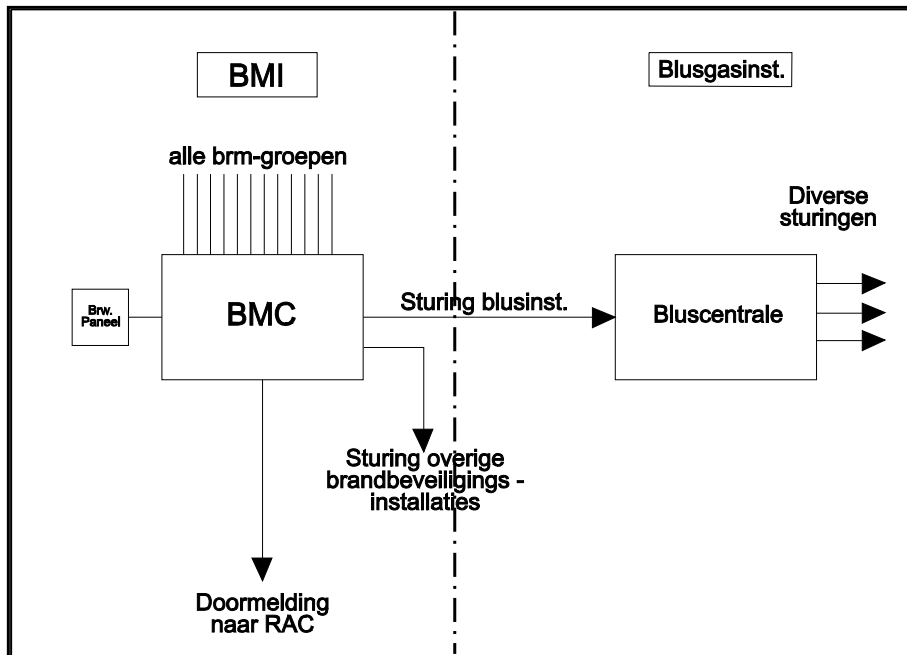 BMI
Blusgasinst.
alle brm-groepen
Diverse
sturingen
Brw.
Paneel
BMC
Sturing blusinst.
Bluscentrale
Sturing overige
brandbeveiligings -
installaties
Doormelding
naar RAC